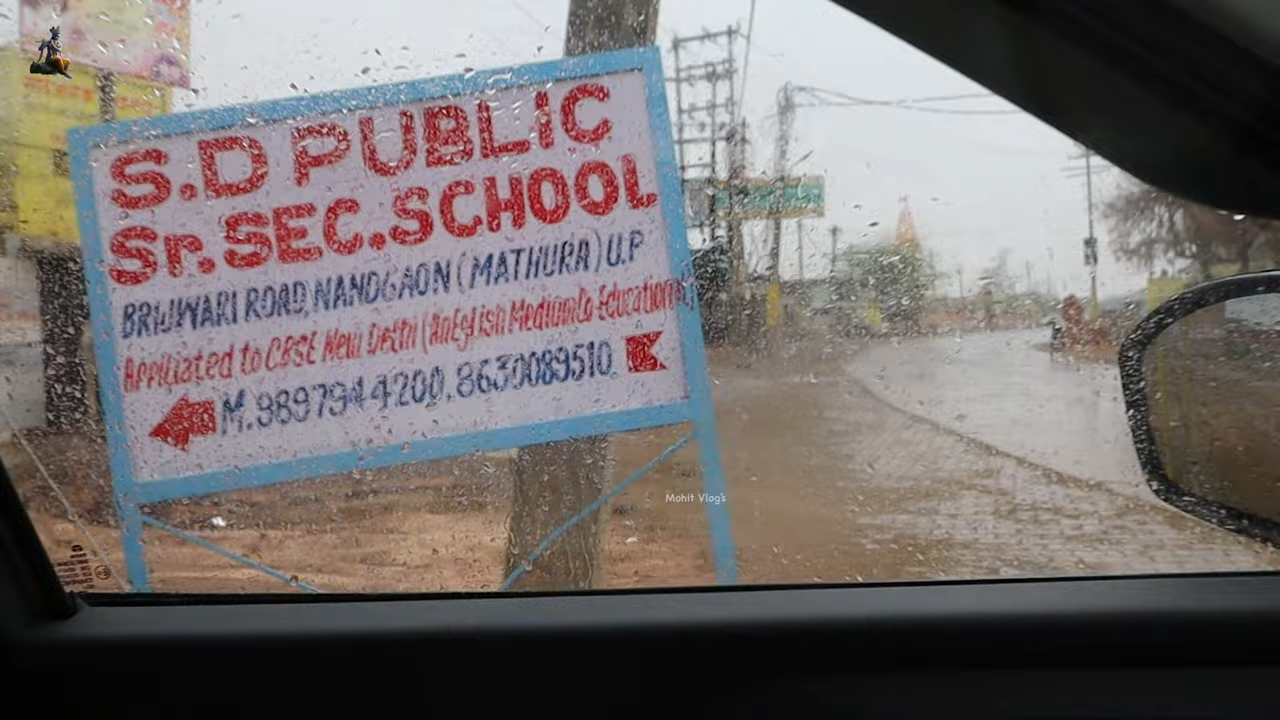 S.D PUBLIC
Sr.SEC.SCHOOL
BRIJWARI ROAD, NANDGAON (MATHURA) U.P
Appiliated to CBSE New Delhi (An English Medium Co-Education
M.9897944200, 8630089510.
Mohit Vlog's